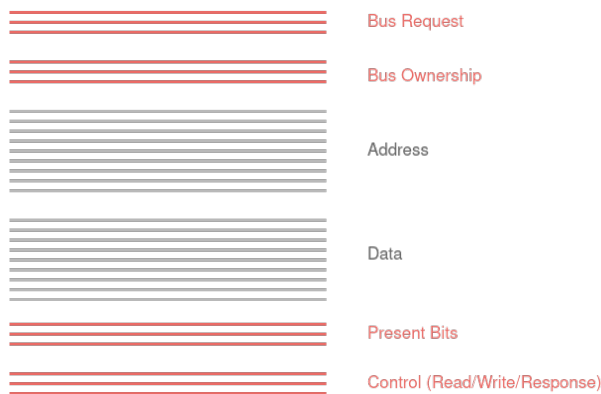 Bus Request
Bus Ownership
Address
Data
Present Bits
Control (Read/Write/Response)